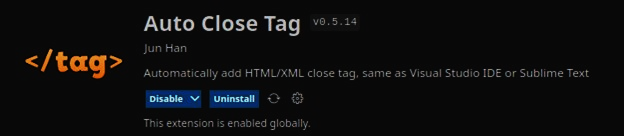 Auto Close Tag v0.5.14
Jun Han
</tag>
Automatically add HTML/XML close tag, same as Visual Studio IDE or Sublime Text
Disable Uninstall
This extension is enabled globally.